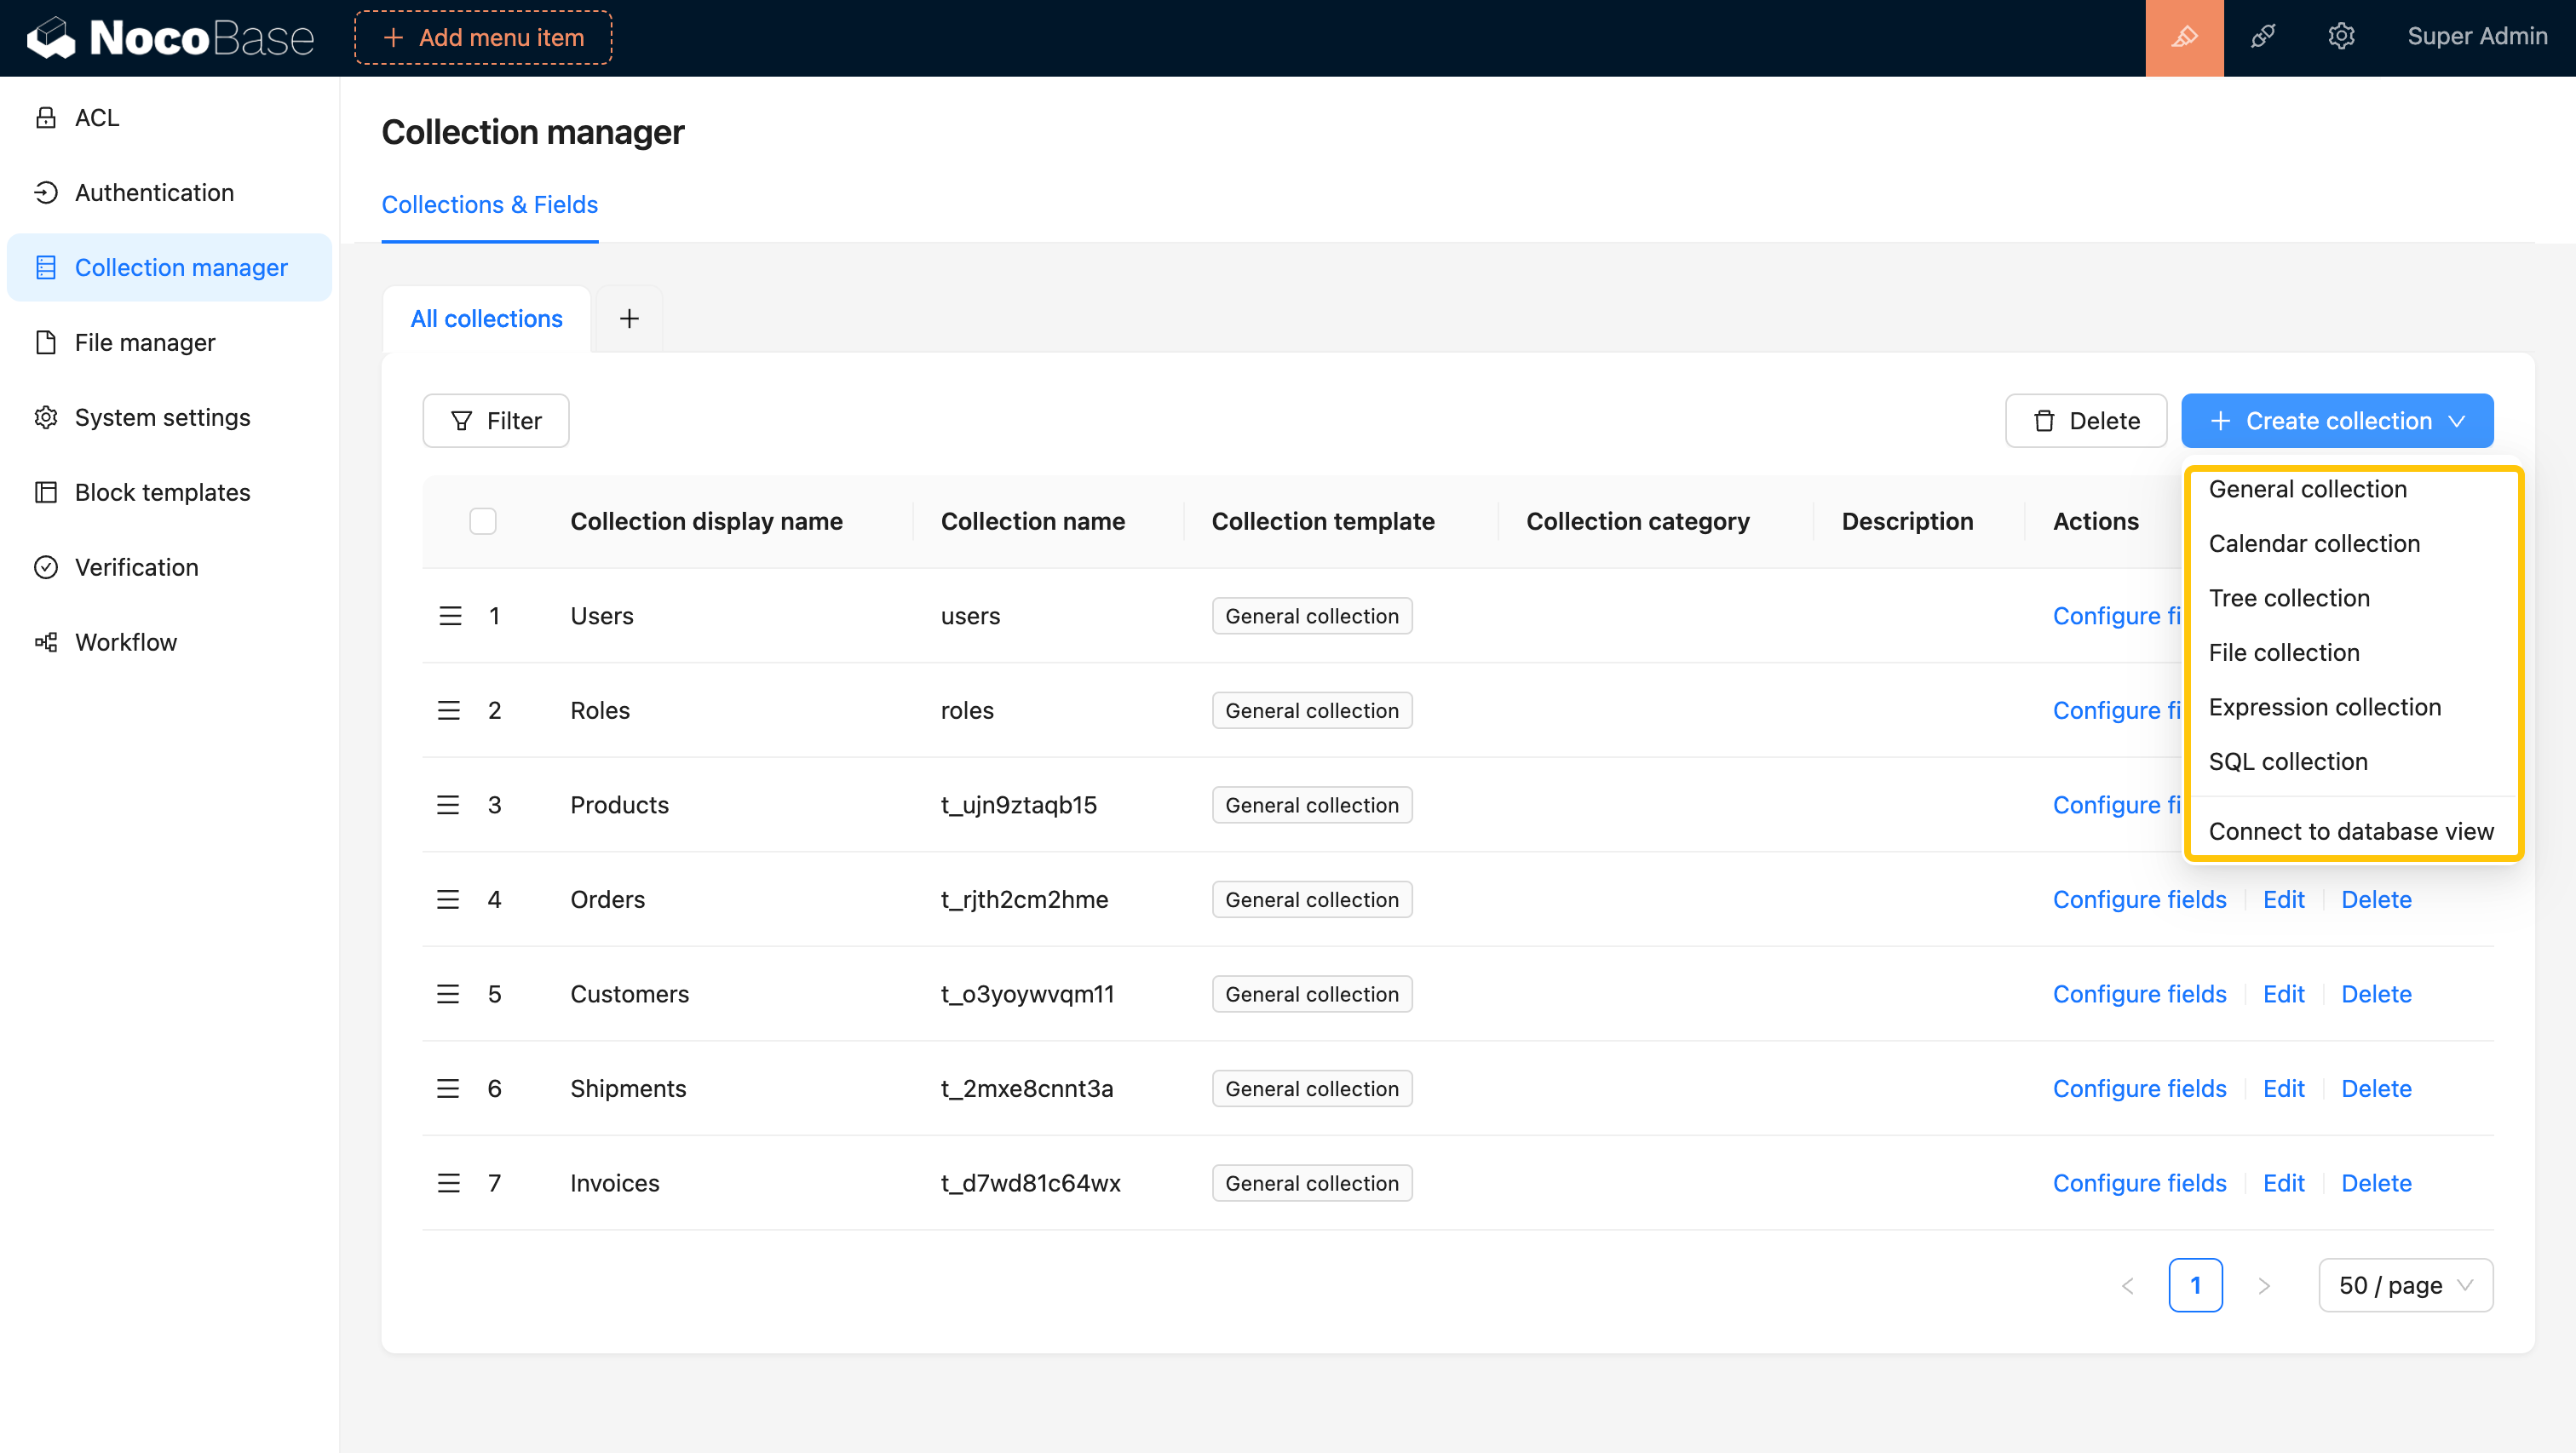 NocoBase
Add menu item
Super Admin
ACL
Authentication
Collection manager
File manager
System settings
Block templates
Verification
Workflow
Collection manager
Collections & Fields
All collections
Filter
Delete
Create collection
General collection
Calendar collection
Tree collection
File collection
Expression collection
SQL collection
Connect to database view
Collection display name Collection name Collection template Collection category Description Actions
1 Users users General collection Configure fi
2 Roles roles General collection Configure fi
3 Products t_ujn9ztaqb15 General collection Configure fi
4 Orders t_rjth2cm2hme General collection Configure fields Edit Delete
5 Customers t_o3yoywvqm11 General collection Configure fields Edit Delete
6 Shipments t_2mxe8cnnt3a General collection Configure fields Edit Delete
7 Invoices t_d7wd81c64wx General collection Configure fields Edit Delete
1
50 / page